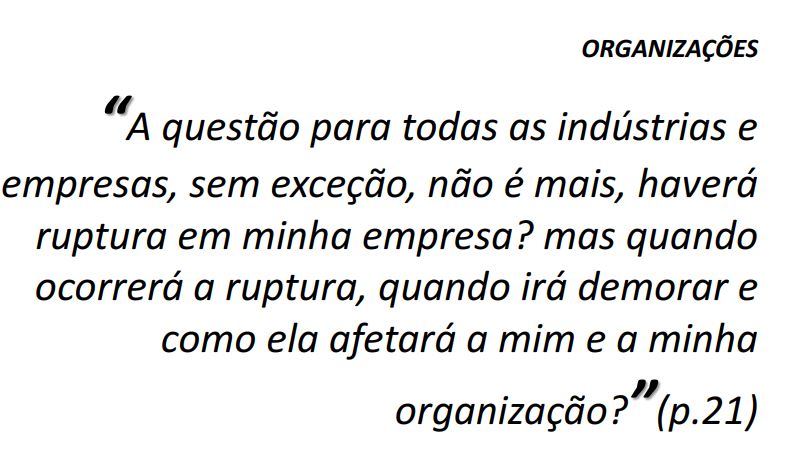 ORGANIZAÇÕES
“A questão para todas as indústrias e
empresas, sem exceção, não é mais, haverá
ruptura em minha empresa? mas quando
ocorrerá a ruptura, quando irá demorar e
como ela afetará a mim e a minha
organização?”(p.21)